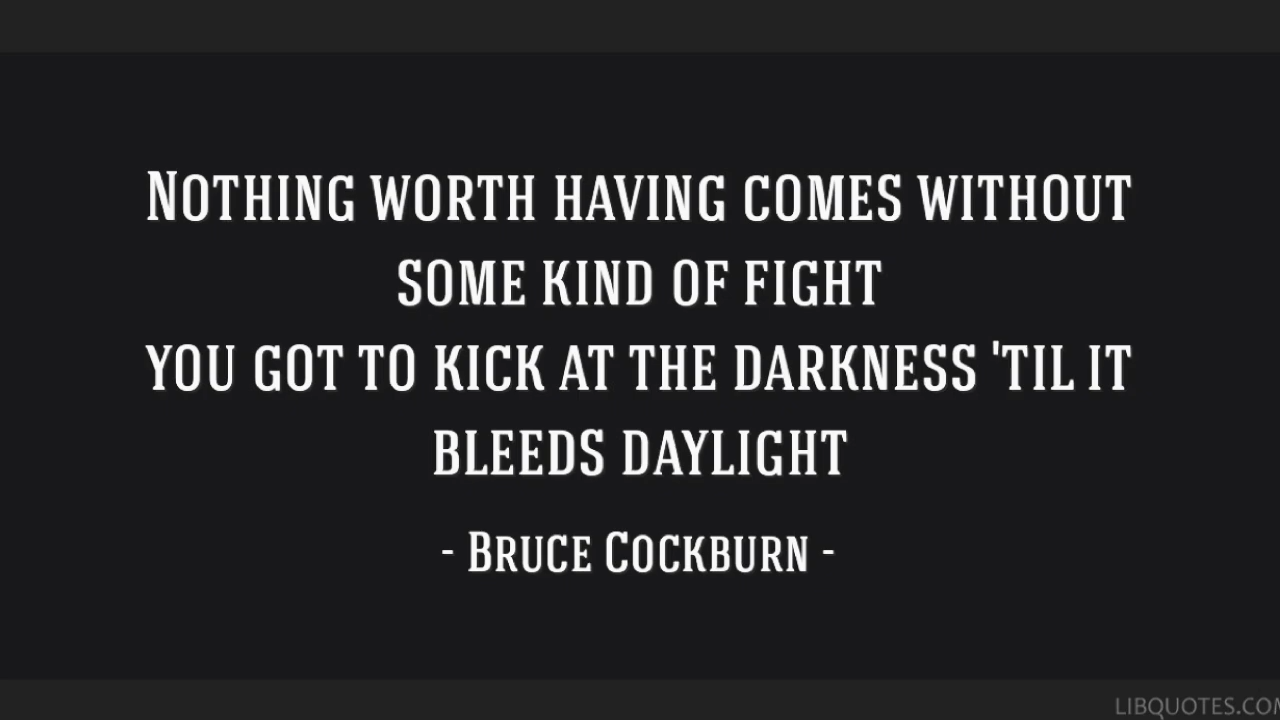 Nothing worth having comes without
some kind of fight
you got to kick at the darkness 'til it
bleeds daylight
- Bruce Cockburn -
LIBQUOTES.COM